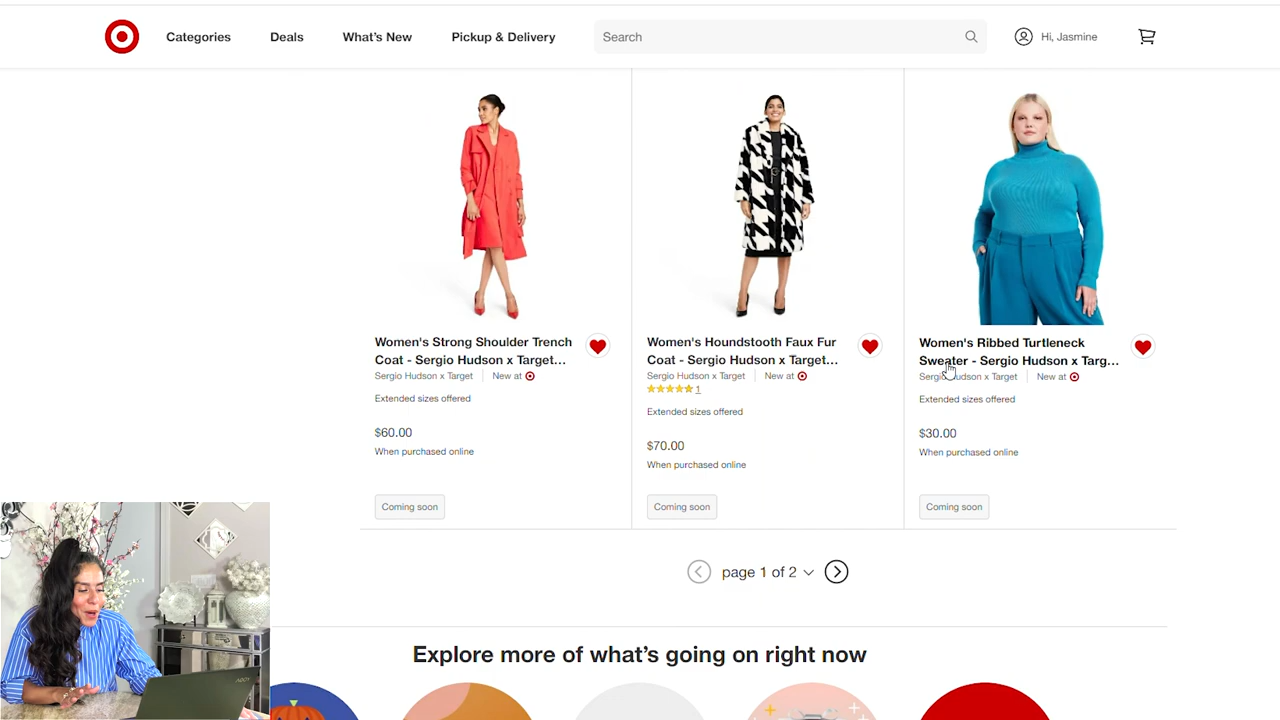 Categories
Deals
What's New
Pickup & Delivery
Search
Hi, Jasmine
Women's Strong Shoulder Trench
Coat - Sergio Hudson x Target...
Sergio Hudson x Target
New at
Extended sizes offered
$60.00
When purchased online
Coming soon
Women's Houndstooth Faux Fur
Coat - Sergio Hudson x Target...
Sergio Hudson x Target
New at
1
Extended sizes offered
$70.00
When purchased online
Coming soon
Women's Ribbed Turtleneck
Sweater - Sergio Hudson x Targ...
Sergio Hudson x Target
New at
Extended sizes offered
$30.00
When purchased online
Coming soon
page 1 of 2
Explore more of what's going on right now